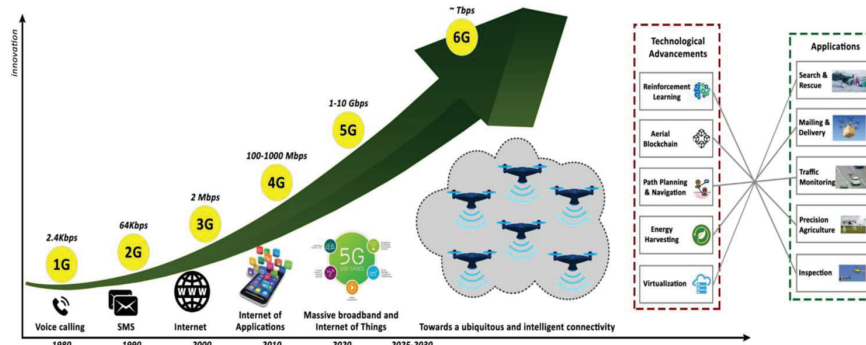 innovation
~ Tbps
6G
1-10 Gbps
5G
100-1000 Mbps
4G
2 Mbps
3G
64Kbps
2G
2.4Kbps
1G
5G
Voice calling
SMS
WWW
Internet
Internet of
Applications
Massive broadband and
Internet of Things
Towards a ubiquitous and intelligent connectivity
1980
1990
2000
2010
2020
2025-2030
Technological
Advancements
Reinforcement
Learning
Aerial
Blockchain
Path Planning
& Navigation
Energy
Harvesting
Virtualization
Applications
Search &
Rescue
Mailing &
Delivery
Traffic
Monitoring
Precision
Agriculture
Inspection